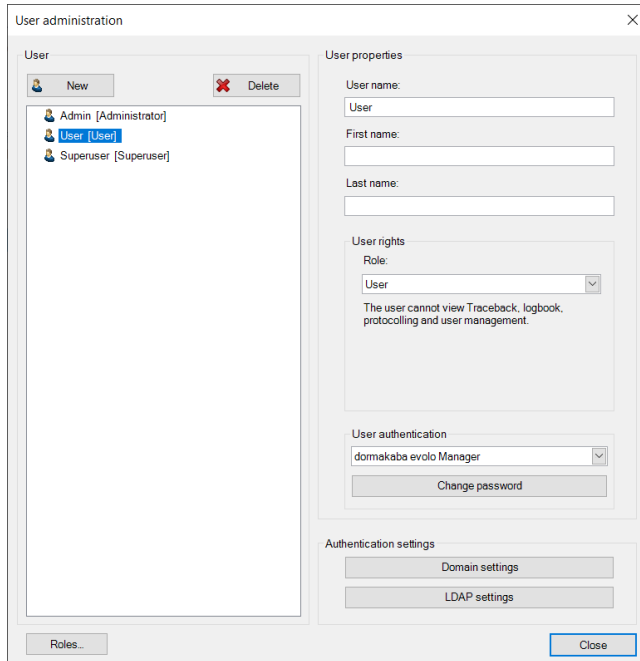 User administration
User
New
Delete
Admin [Administrator]
User [User]
Superuser [Superuser]
Roles...
User properties
User name:
User
First name:
Last name:
User rights
Role:
User
The user cannot view Traceback, logbook,
protocolling and user management.
User authentication
dormakaba evolo Manager
Change password
Authentication settings
Domain settings
LDAP settings
Close